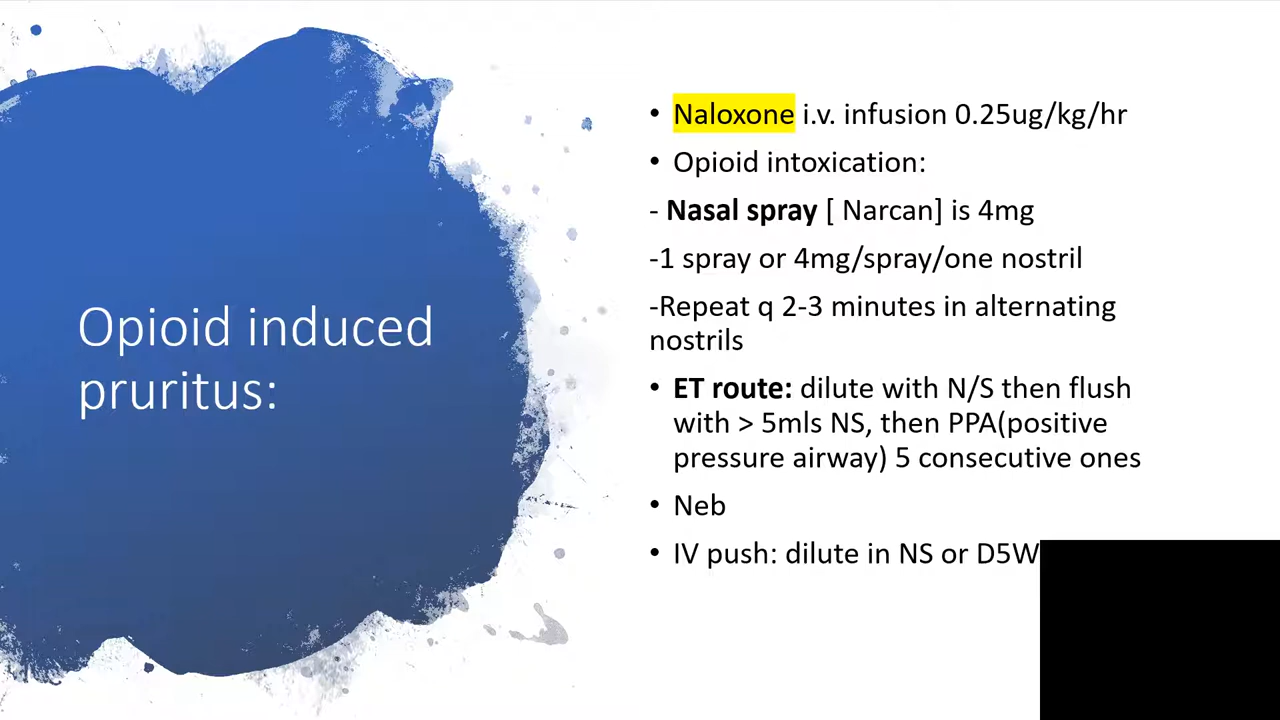 Opioid induced
pruritus:
• Naloxone i.v. infusion 0.25ug/kg/hr
• Opioid intoxication:
- Nasal spray [ Narcan] is 4mg
-1 spray or 4mg/spray/one nostril
-Repeat q 2-3 minutes in alternating
nostrils
• ET route: dilute with N/S then flush
with > 5mls NS, then PPA(positive
pressure airway) 5 consecutive ones
• Neb
• IV push: dilute in NS or D5W